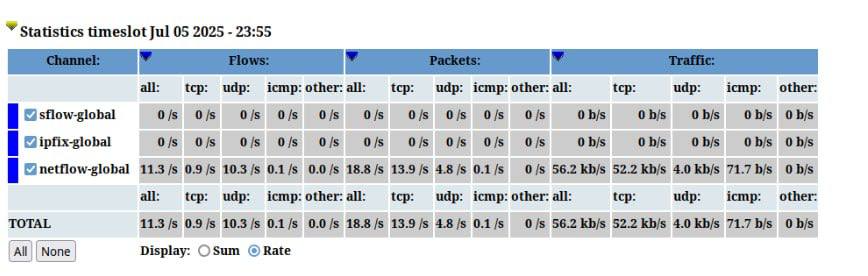 Statistics timeslot Jul 05 2025 - 23:55
Channel: Flows: Packets: Traffic:
all: tcp: udp: icmp: other: all: tcp: udp: icmp: other: all: tcp: udp: icmp: other:
sflow-global 0 /s 0 /s 0 /s 0 /s 0 /s 0 /s 0 /s 0 /s 0 /s 0 /s 0 b/s 0 b/s 0 b/s 0 b/s 0 b/s
ipfix-global 0 /s 0 /s 0 /s 0 /s 0 /s 0 /s 0 /s 0 /s 0 /s 0 /s 0 b/s 0 b/s 0 b/s 0 b/s 0 b/s
netflow-global 11.3 /s 0.9 /s 10.3 /s 0.1 /s 0.0 /s 18.8 /s 13.9 /s 4.8 /s 0.1 /s 0 /s 56.2 kb/s 52.2 kb/s 4.0 kb/s 71.7 b/s 0 b/s
all: tcp: udp: icmp: other: all: tcp: udp: icmp: other: all: tcp: udp: icmp: other:
TOTAL 11.3 /s 0.9 /s 10.3 /s 0.1 /s 0.0 /s 18.8 /s 13.9 /s 4.8 /s 0.1 /s 0 /s 56.2 kb/s 52.2 kb/s 4.0 kb/s 71.7 b/s 0 b/s
All None Display: Sum Rate